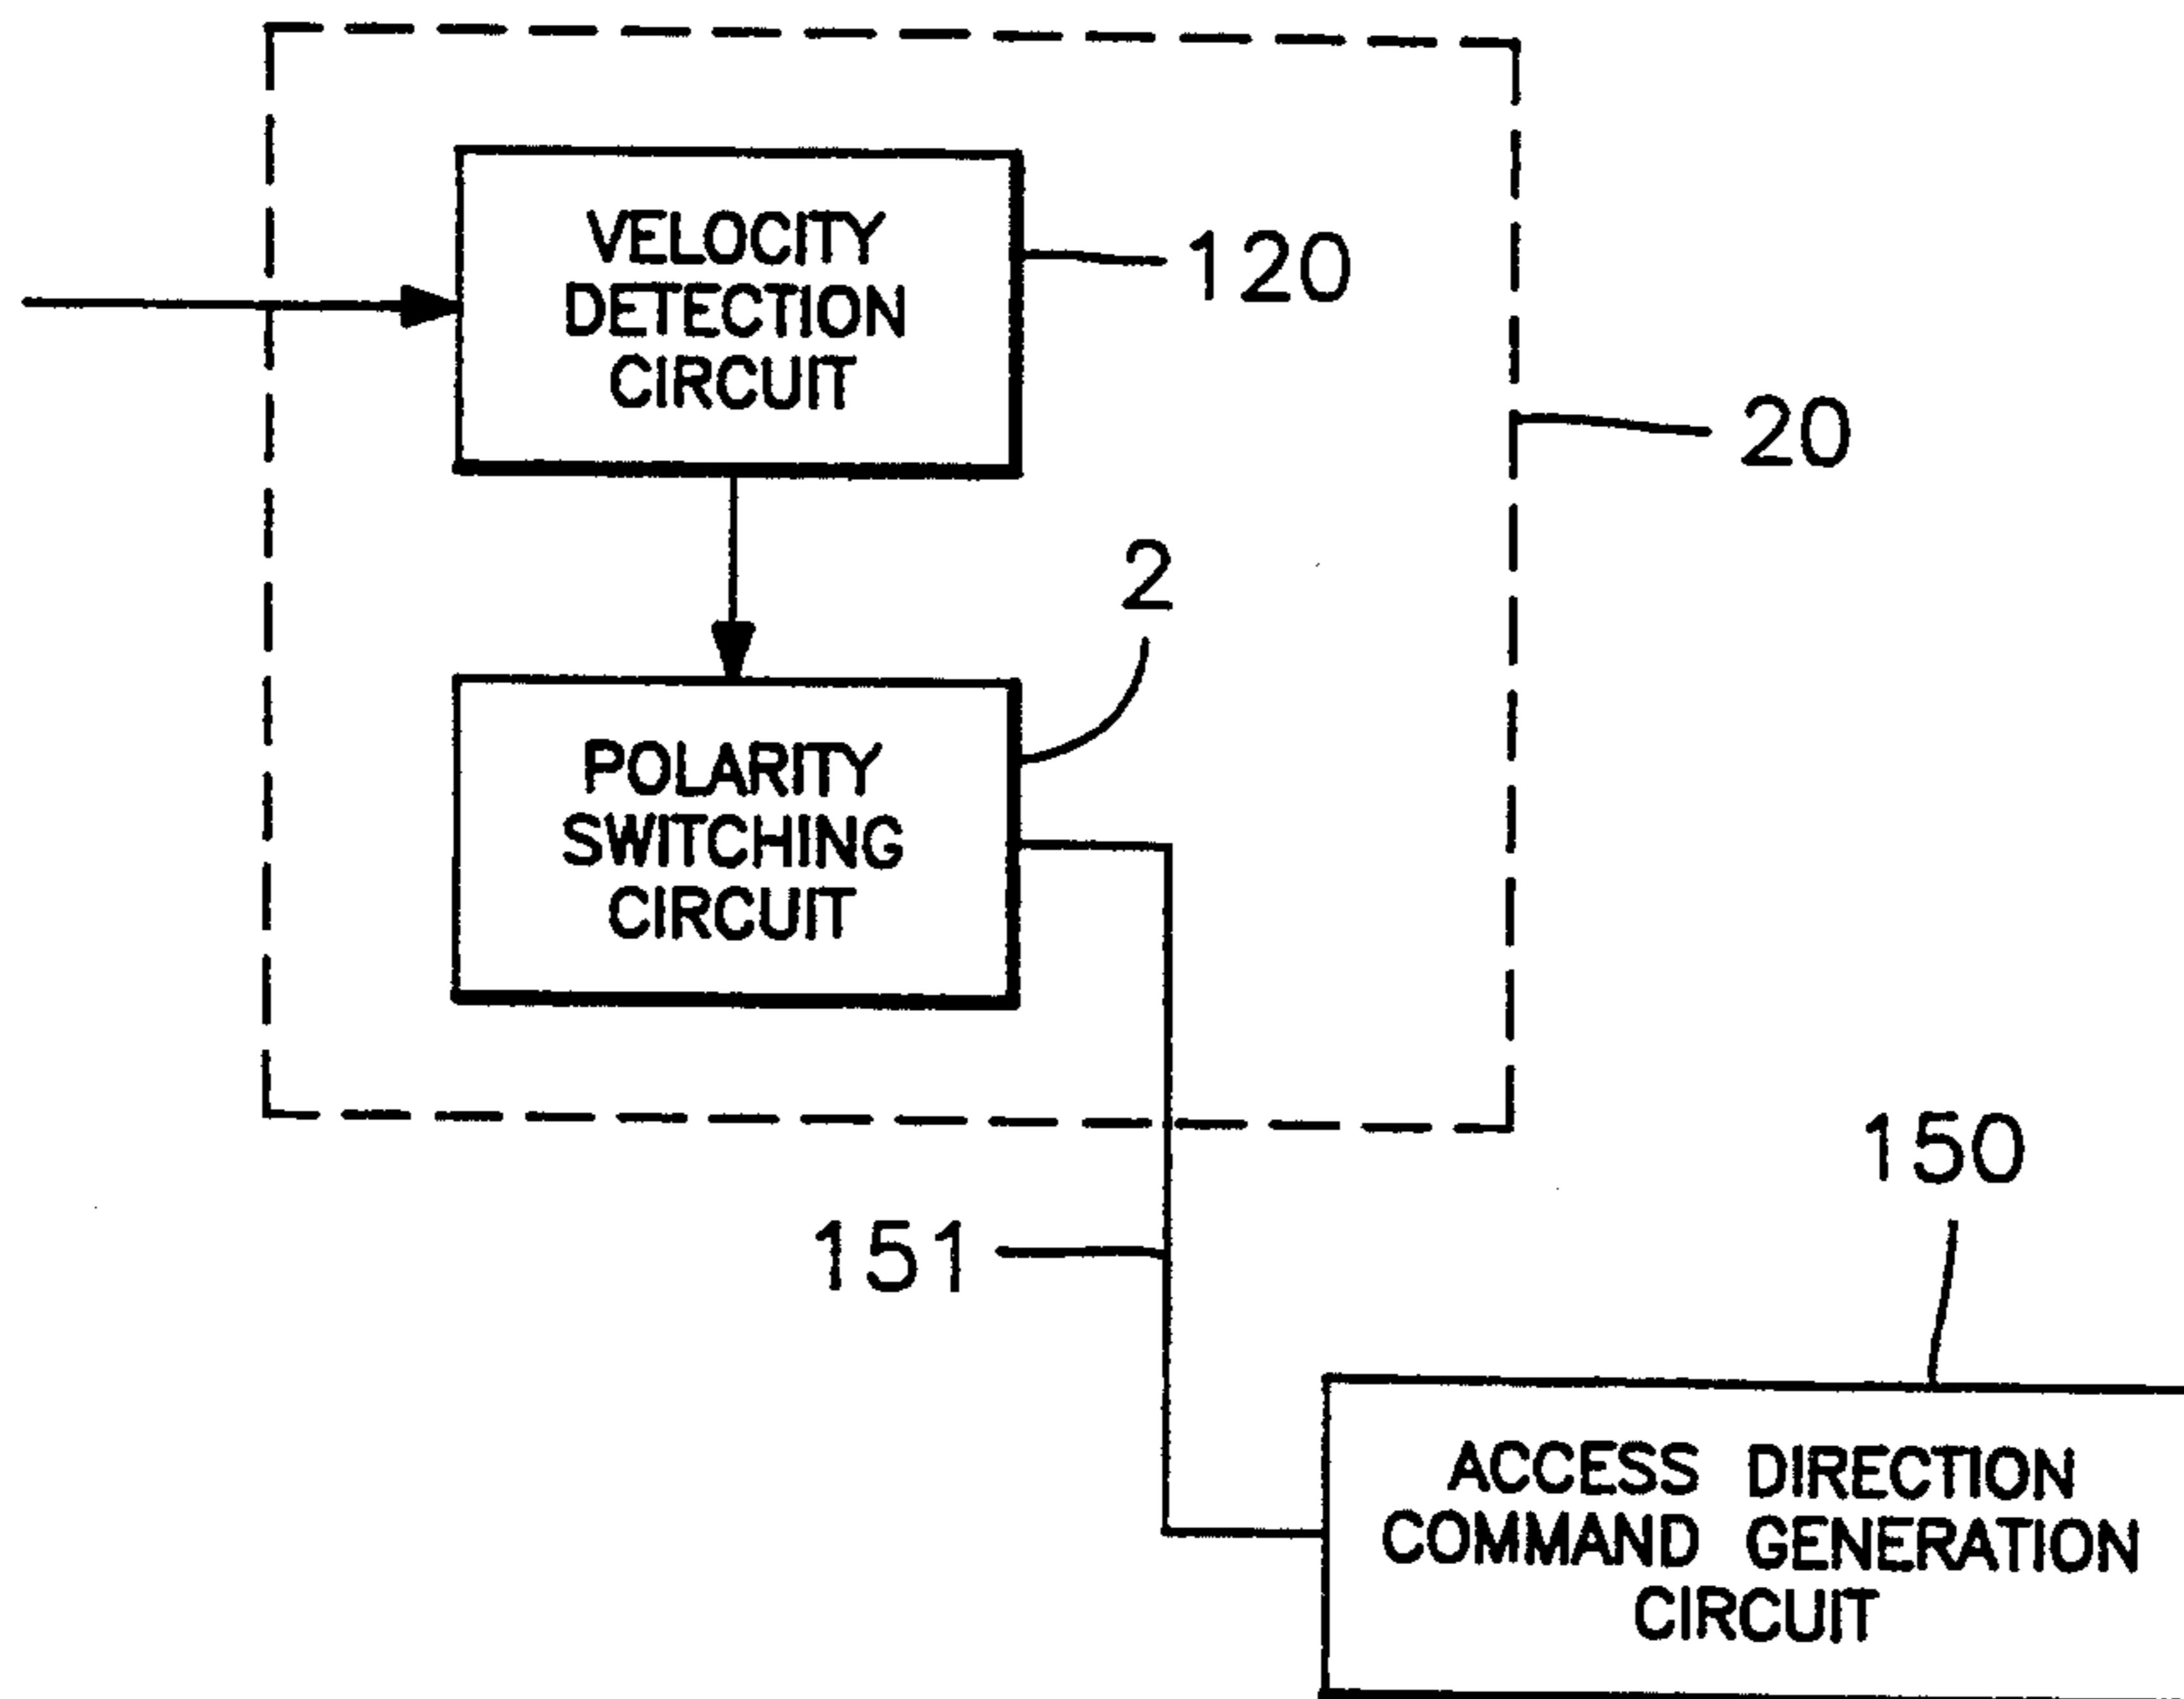 VELOCITY
DETECTION
CIRCUIT
120
20
2
POLARITY
SWITCHING
CIRCUIT
150
151
ACCESS DIRECTION
COMMAND GENERATION
CIRCUIT